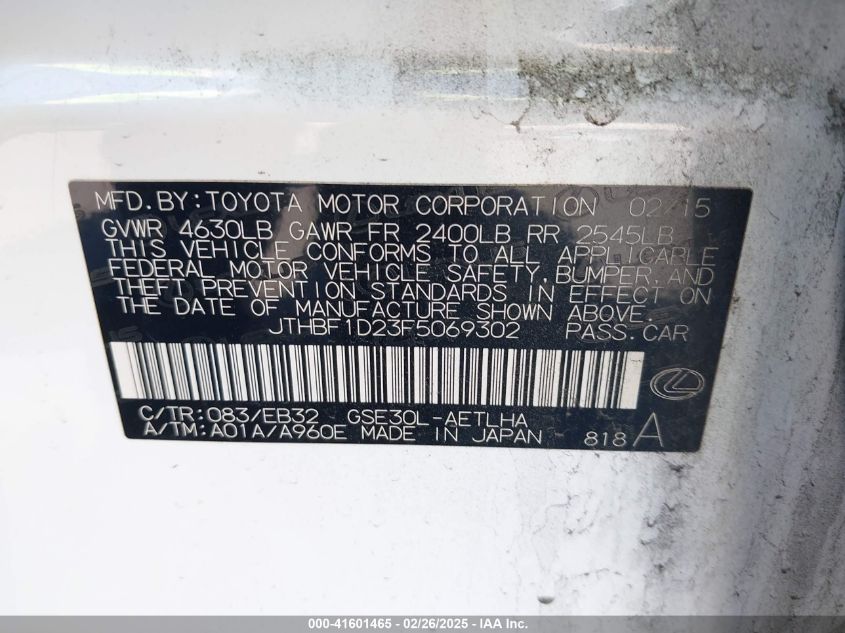 MFD. BY: TOYOTA MOTOR CORPORATION 02/15
GVWR 4630LB GAWR FR 2400LB RR 2545LB
THIS VEHICLE CONFORMS TO ALL APPLICABLE
FEDERAL MOTOR VEHICLE SAFETY, BUMPER, AND
THEFT PREVENTION STANDARDS IN EFFECT ON
THE DATE OF MANUFACTURE SHOWN ABOVE.
JTHBF1D23F5069302 PASS. CAR
C/TR: 083/EB32 GSE30L-AETLHA
A/TM: A01A/A960E MADE IN JAPAN 818 A
000-41601465 - 02/26/2025 - IAA Inc.